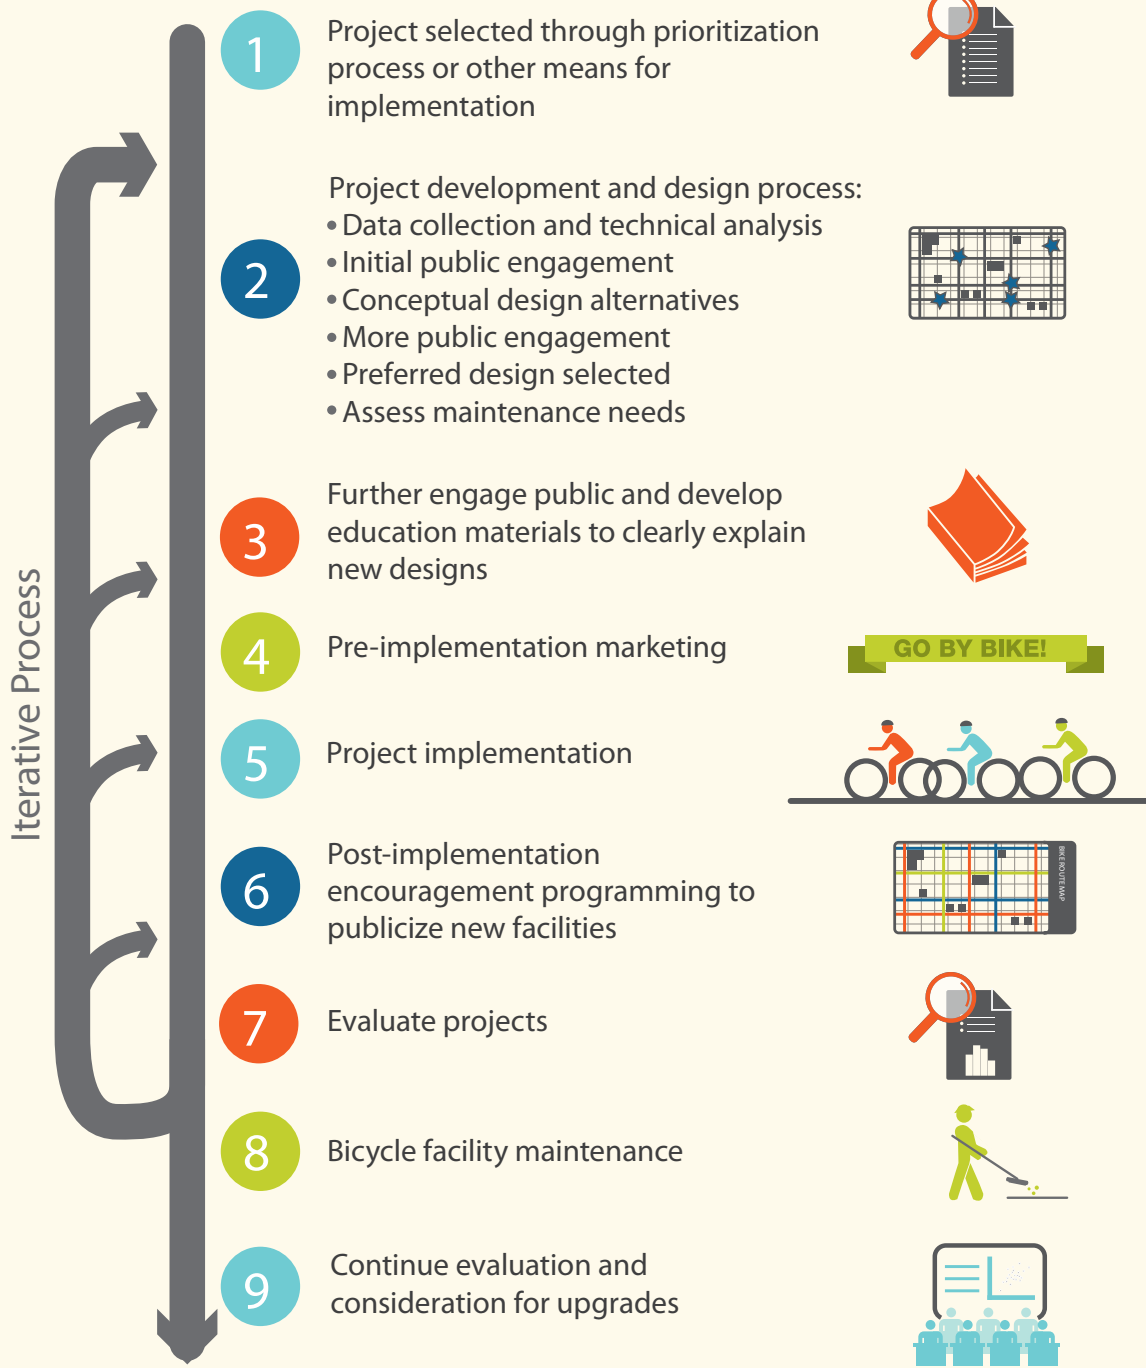 1
Project selected through prioritization
process or other means for
implementation
2
Project development and design process:
• Data collection and technical analysis
• Initial public engagement
• Conceptual design alternatives
• More public engagement
• Preferred design selected
• Assess maintenance needs
3
Further engage public and develop
education materials to clearly explain
new designs
Iterative Process
4
Pre-implementation marketing
GO BY BIKE!
5
Project implementation
6
Post-implementation
encouragement programming to
publicize new facilities
BIKE ROUTE MAP
7
Evaluate projects
8
Bicycle facility maintenance
9
Continue evaluation and
consideration for upgrades